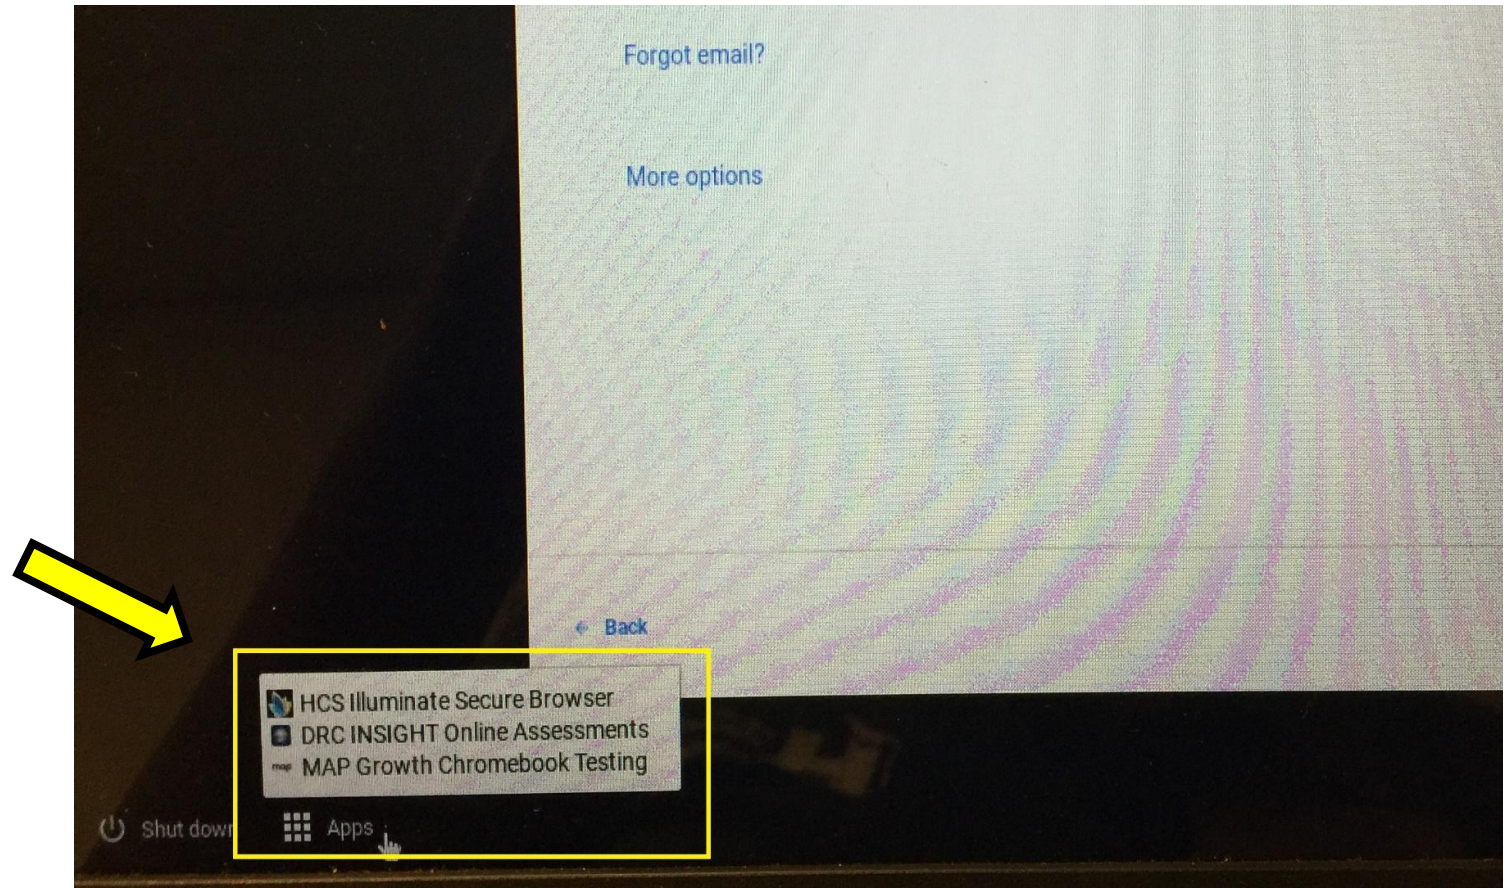 Forgot email?
More options
Back
HCS Illuminate Secure Browser
DRC INSIGHT Online Assessments
map MAP Growth Chromebook Testing
Shut down Apps